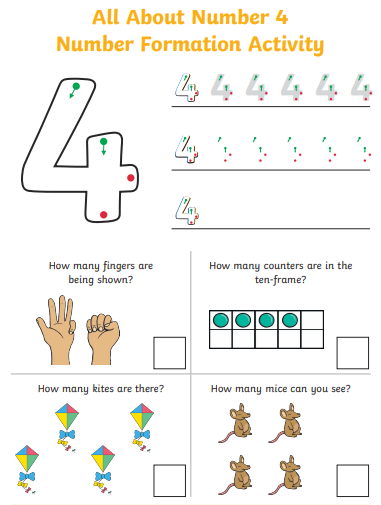 All About Number 4
Number Formation Activity
4
4 4 4 4 4 4
4
4
How many fingers are
being shown?
How many counters are in the
ten-frame?
How many kites are there?
How many mice can you see?